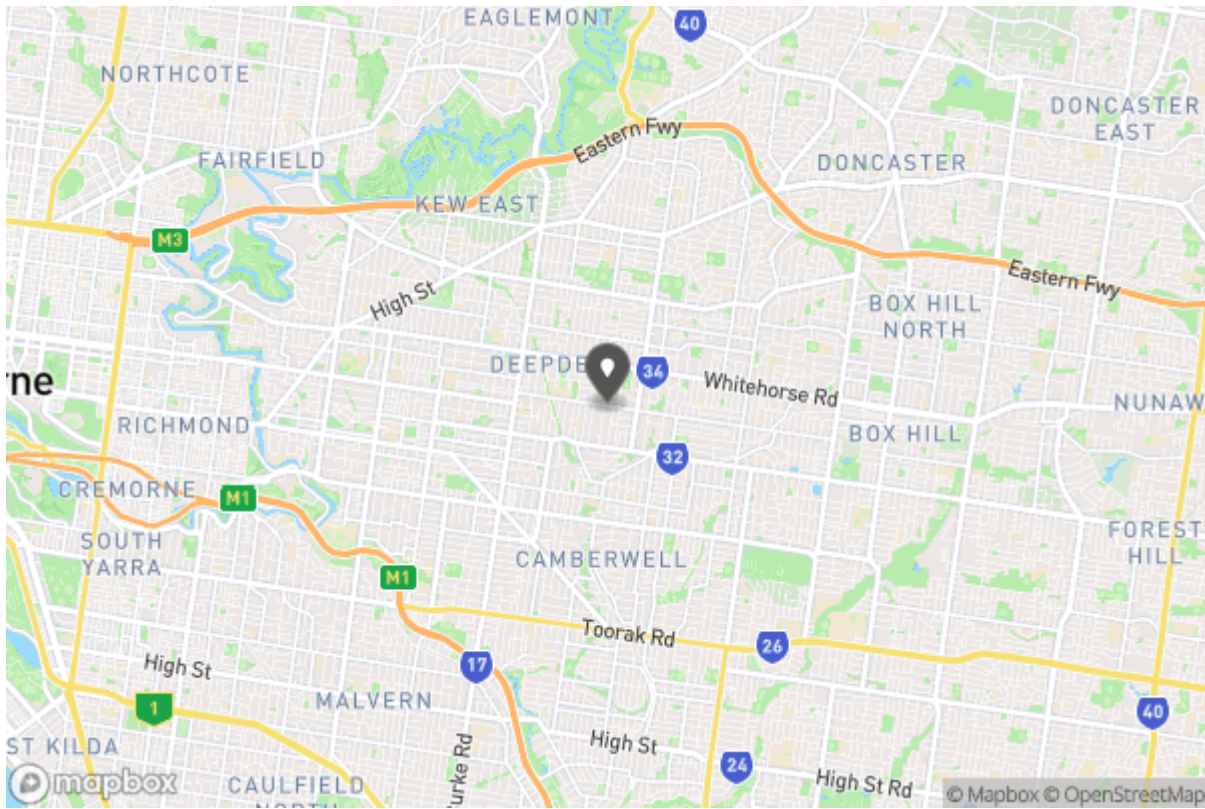 EAGLEMONT
40
NORTHCOTE
DONCASTER
EAST
Eastern Fwy
FAIRFIELD
DONCASTER
KEW EAST
M3
Eastern Fwy
High St
BOX HILL
NORTH
DEEPDE
34
rne
Whitehorse Rd
NUNAW
RICHMOND
BOX HILL
32
CREMORNE
M1
SOUTH
YARRA
FOREST
HILL
CAMBERWELL
M1
Toorak Rd
26
High St
17
MALVERN
1
40
ST KILDA
High St
Burke Rd
24
CAULFIELD
NORTH
High St Rd
mapbox
© Mapbox © OpenStreetMap